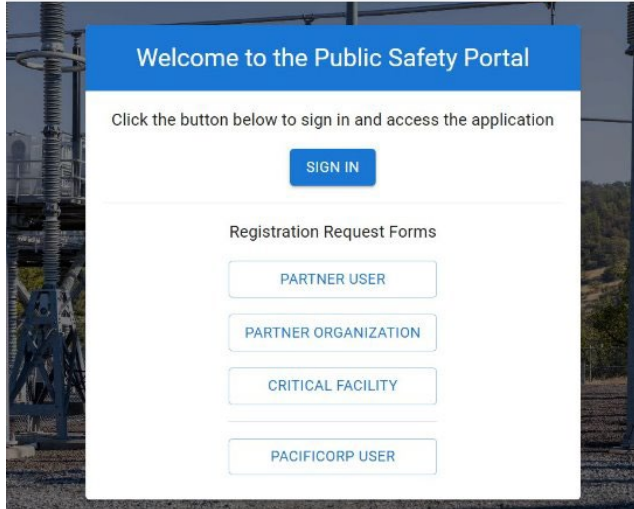 Welcome to the Public Safety Portal
Click the button below to sign in and access the application
SIGN IN
Registration Request Forms
PARTNER USER
PARTNER ORGANIZATION
CRITICAL FACILITY
PACIFICORP USER